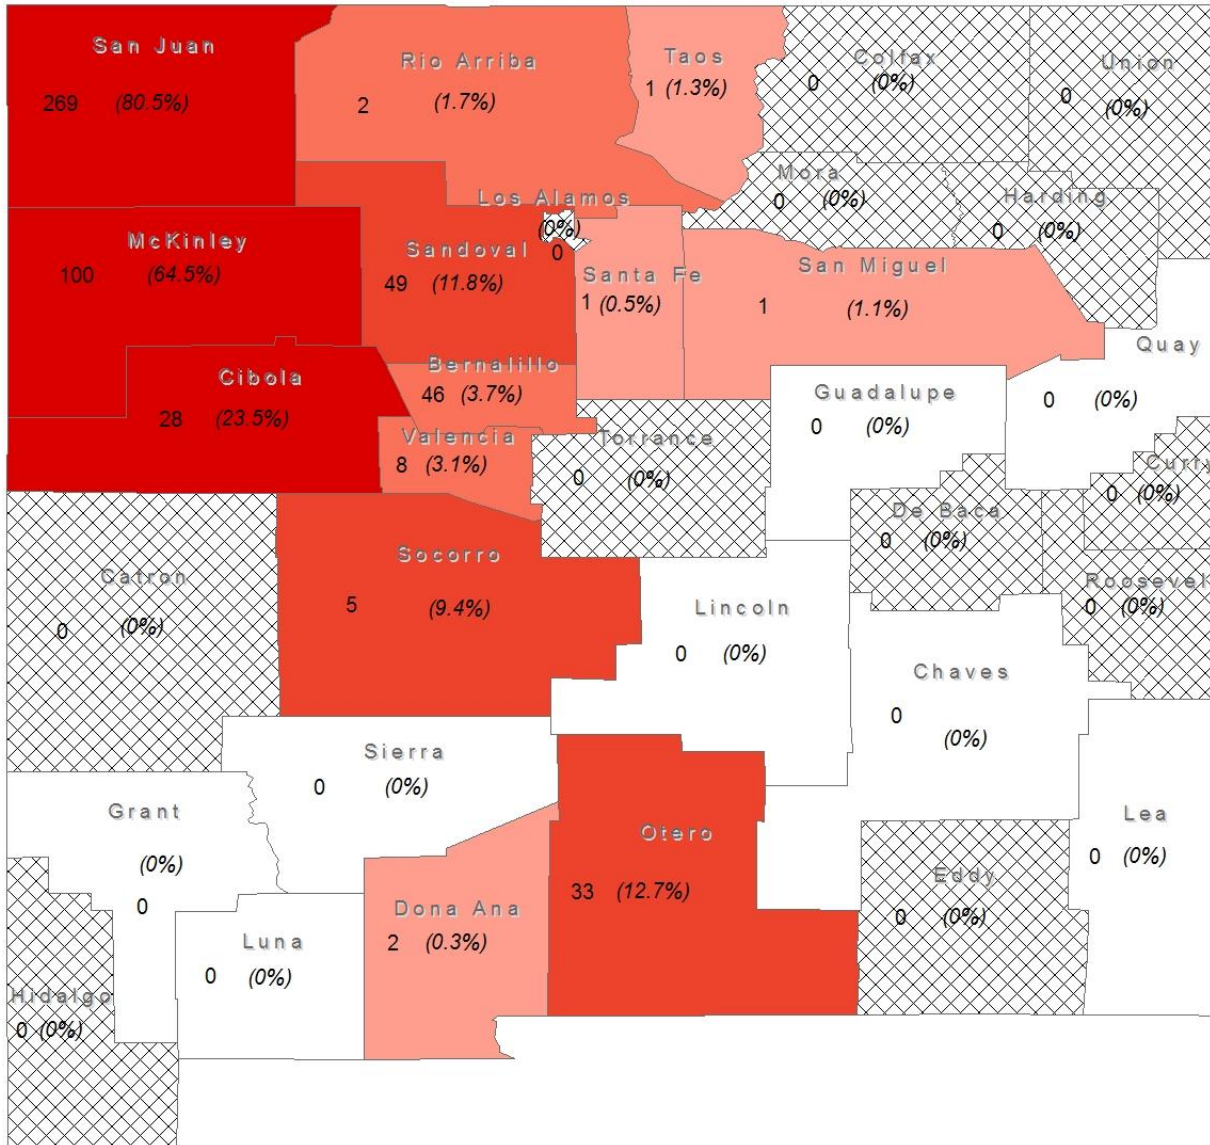 San Juan
269 (80.5%)
Rio Arriba
2 (1.7%)
Taos
1 (1.3%)
Colfax
0 (0%)
Union
0 (0%)
Mora
0 (0%)
Harding
0 (0%)
Los Alamos
(0%)
0
McKinley
100 (64.5%)
Sandoval
49 (11.8%)
Santa Fe
1 (0.5%)
San Miguel
1 (1.1%)
Quay
0 (0%)
Cibola
28 (23.5%)
Bernalillo
46 (3.7%)
Guadalupe
0 (0%)
Valencia
8 (3.1%)
Torrance
0 (0%)
Curry
0 (0%)
De Baca
0 (0%)
Socorro
5 (9.4%)
Catron
0 (0%)
Roosevel
0 (0%)
Lincoln
0 (0%)
Chaves
0
(0%)
Sierra
0 (0%)
Grant
(0%)
0
Otero
33 (12.7%)
Lea
0 (0%)
Eddy
0 (0%)
Dona Ana
2 (0.3%)
Luna
0 (0%)
Hidalgo
0 (0%)